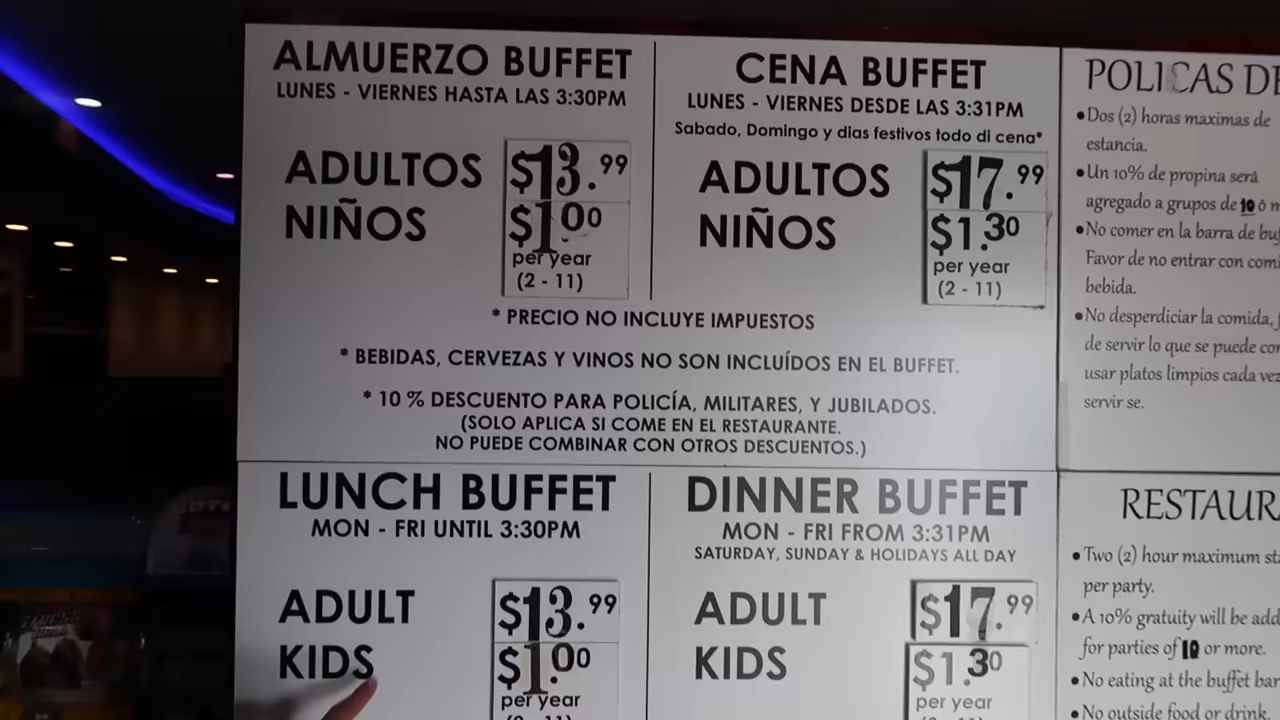 ALMUERZO BUFFET
LUNES - VIERNES HASTA LAS 3:30PM
ADULTOS $13.99
NIÑOS $1.00
per year
(2 - 11)
CENA BUFFET
LUNES - VIERNES DESDE LAS 3:31PM
Sabado, Domingo y dias festivos todo di cena*
ADULTOS $17.99
NIÑOS $1.30
per year
(2 - 11)
* PRECIO NO INCLUYE IMPUESTOS
* BEBIDAS, CERVEZAS Y VINOS NO SON INCLUÍDOS EN EL BUFFET.
* 10 % DESCUENTO PARA POLICÍA, MILITARES, Y JUBILADOS.
(SOLO APLICA SI COME EN EL RESTAURANTE.
NO PUEDE COMBINAR CON OTROS DESCUENTOS.)
POLICAS DE
•Dos (2) horas maximas de
estancia.
•Un 10% de propina será
agregado a grupos de 10 ó
•No comer en la barra de
Favor de no entrar con
bebida.
•No desperdiciar la comida,
de servir lo que se puede
usar platos limpios cada vez
servir se.
LUNCH BUFFET
MON - FRI UNTIL 3:30PM
ADULT $13.99
KIDS $1.00
per year
DINNER BUFFET
MON - FRI FROM 3:31PM
SATURDAY, SUNDAY & HOLIDAYS ALL DAY
ADULT $17.99
KIDS $1.30
per year
•Two (2) hour maximum
per party.
•A 10% gratuity will be
for parties of 10 or more.
•No eating at the buffet
•No outside food or drink